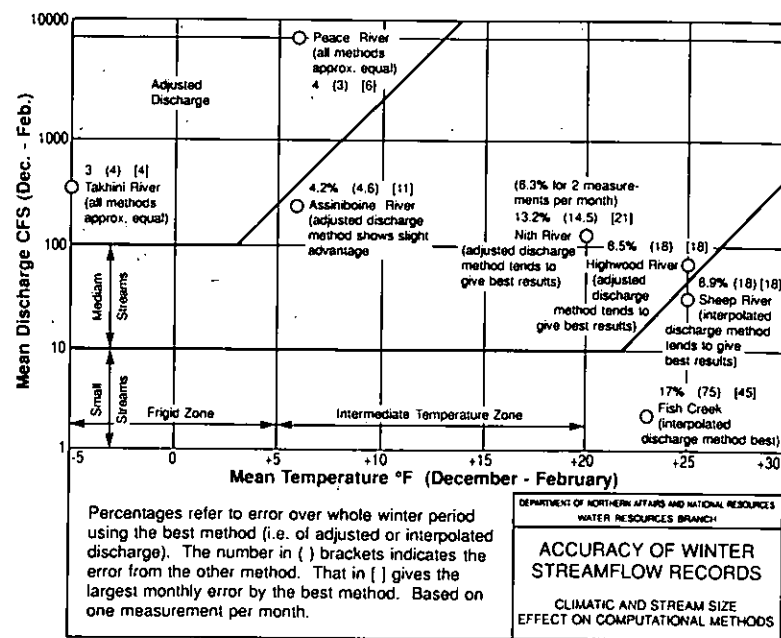 Mean Discharge CFS (Dec. - Feb.)
10000
1000
100
10
1
Adjusted
Discharge
Peace River
(all methods
approx. equal)
4 (3) [6]
3 (4) [4]
Takhini River
(all methods
approx. equal)
4.2% (4.6) [11]
Assiniboine River
(adjusted discharge
method shows slight
advantage
(6.3% for 2 measure-
ments per month)
13.2% (14.5) [21]
Nith River
(adjusted discharge
method tends to
give best results)
6.5% (18) [18]
Highwood River
(adjusted
discharge
method tends to
give best results)
8.9% (18) [18]
Sheep River
(interpolated
discharge method
tends to give
best results)
17% (75) [45]
Fish Creek
(interpolated
discharge method best)
Mediam
Streams
Small
Streams
Frigid Zone
Intermediate Temperature Zone
-5
0
+5
+10
+15
+20
+25
+30
Mean Temperature °F (December - February)
Percentages refer to error over whole winter period
using the best method (i.e. of adjusted or interpolated
discharge). The number in ( ) brackets indicates the
error from the other method. That in [ ] gives the
largest monthly error by the best method. Based on
one measurement per month.
DEPARTMENT OF NORTHERN AFFAIRS AND NATIONAL RESOURCES
WATER RESOURCES BRANCH
ACCURACY OF WINTER
STREAMFLOW RECORDS
CLIMATIC AND STREAM SIZE
EFFECT ON COMPUTATIONAL METHODS